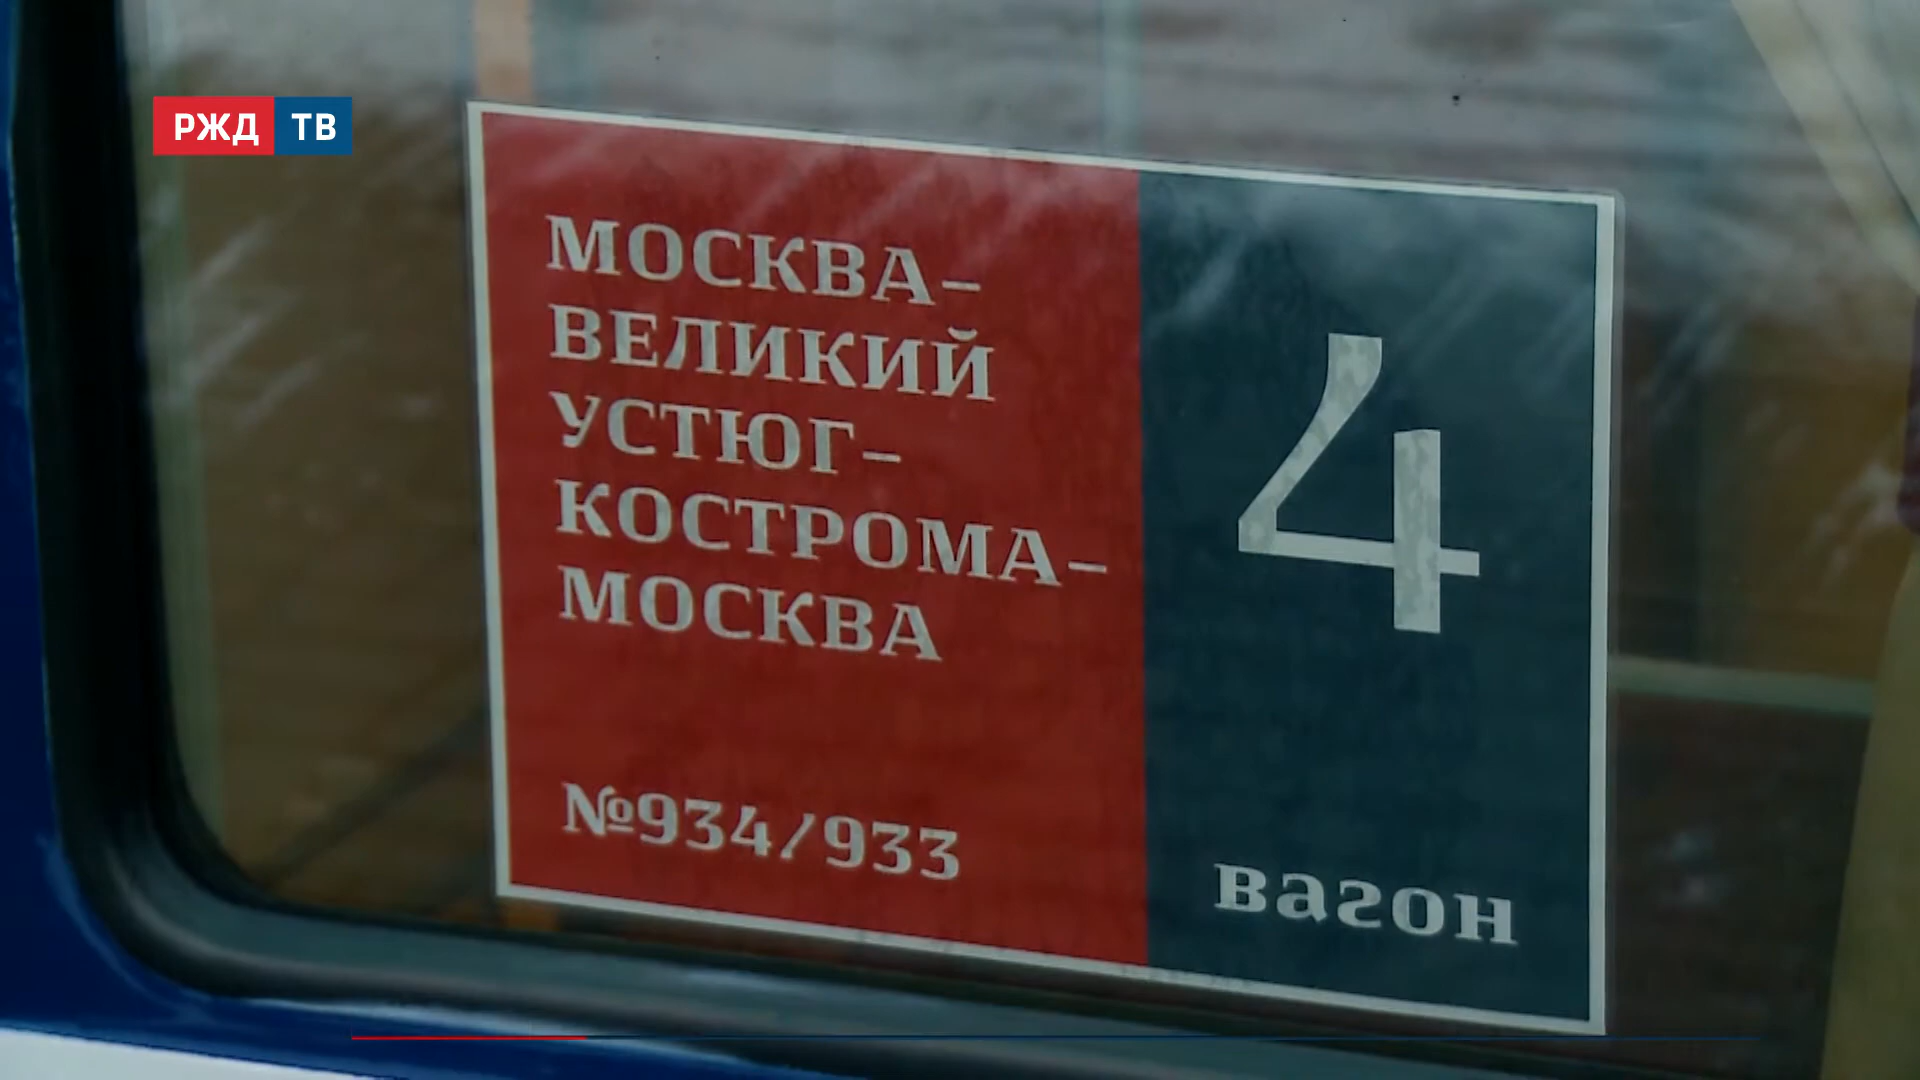 РЖД ТВ
МОСКВА–
ВЕЛИКИЙ
УСТЮГ–
КОСТРОМА–
МОСКВА
№934/933
4
вагон